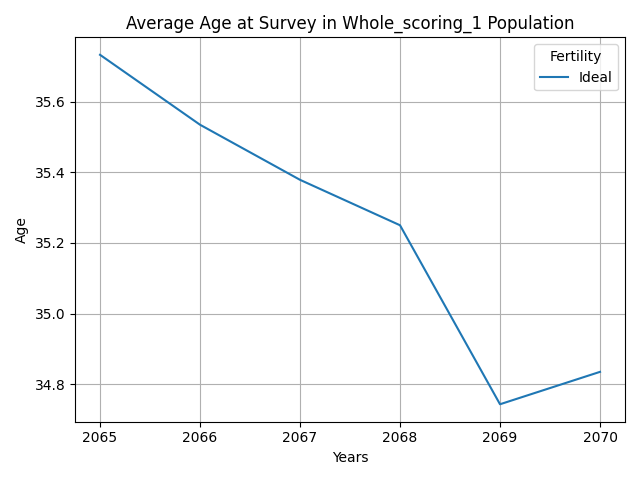 Average Age at Survey in Whole_scoring_1 Population
Fertility
Ideal
35.6
35.4
35.2
35.0
34.8
Age
2065 2066 2067 2068 2069 2070
Years